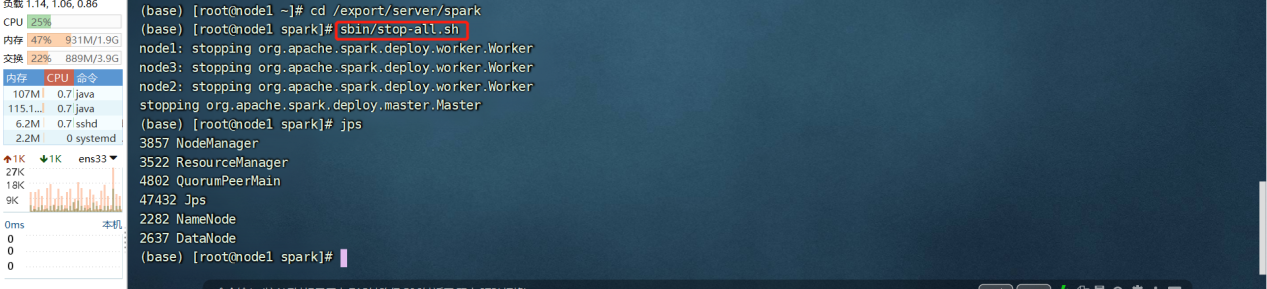 负载 1.14, 1.06, 0.86
CPU 25%
内存 47% 931M/1.9G
交换 22% 889M/3.9G
内存 CPU 命令
107M 0.7 java
115.1... 0.7 java
6.2M 0.7 sshd
2.2M 0 systemd
1K 1K ens33
27K
18K
9K
0ms 本机
0
0
0
(base) [root@node1 ~]# cd /export/server/spark
(base) [root@node1 spark]# sbin/stop-all.sh
node1: stopping org.apache.spark.deploy.worker.Worker
node3: stopping org.apache.spark.deploy.worker.Worker
node2: stopping org.apache.spark.deploy.worker.Worker
stopping org.apache.spark.deploy.master.Master
(base) [root@node1 spark]# jps
3857 NodeManager
3522 ResourceManager
4802 QuorumPeerMain
47432 Jps
2282 NameNode
2637 DataNode
(base) [root@node1 spark]#